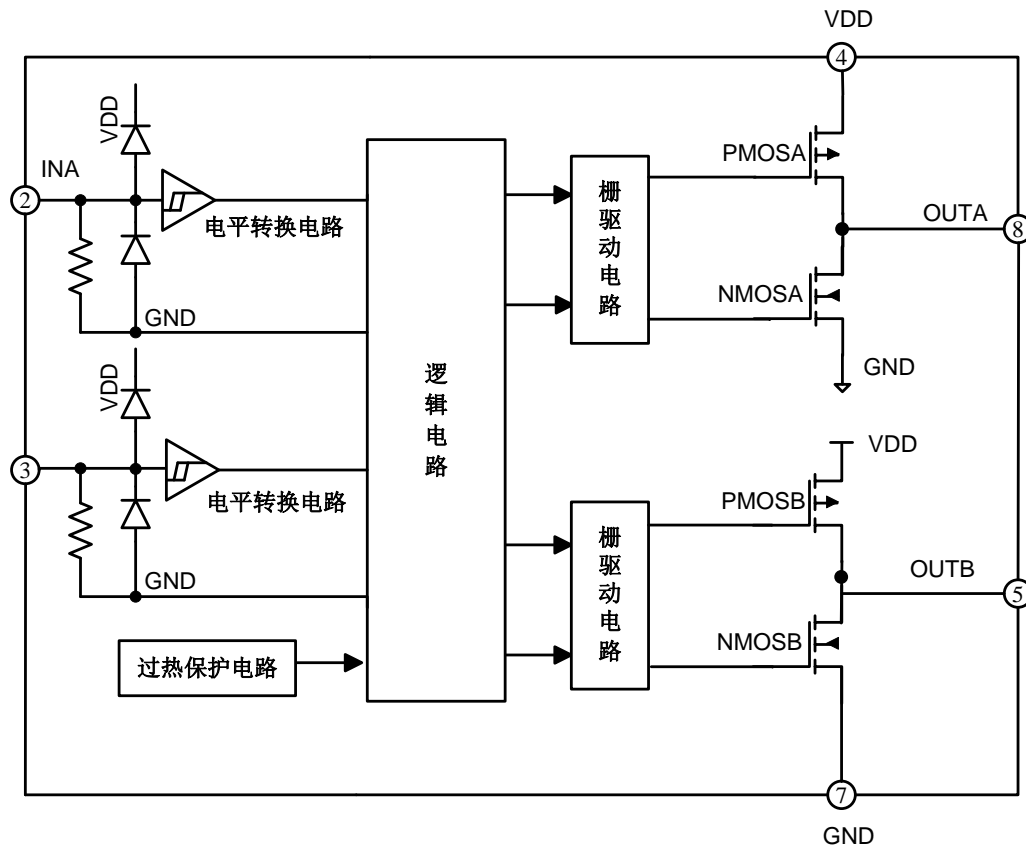 VDD
4
VDD
INA
2
电平转换电路
GND
VDD
3
电平转换电路
GND
过热保护电路
逻辑电路
栅驱动电路
栅驱动电路
PMOSA
OUTA
8
NMOSA
GND
VDD
PMOSB
OUTB
5
NMOSB
7
GND